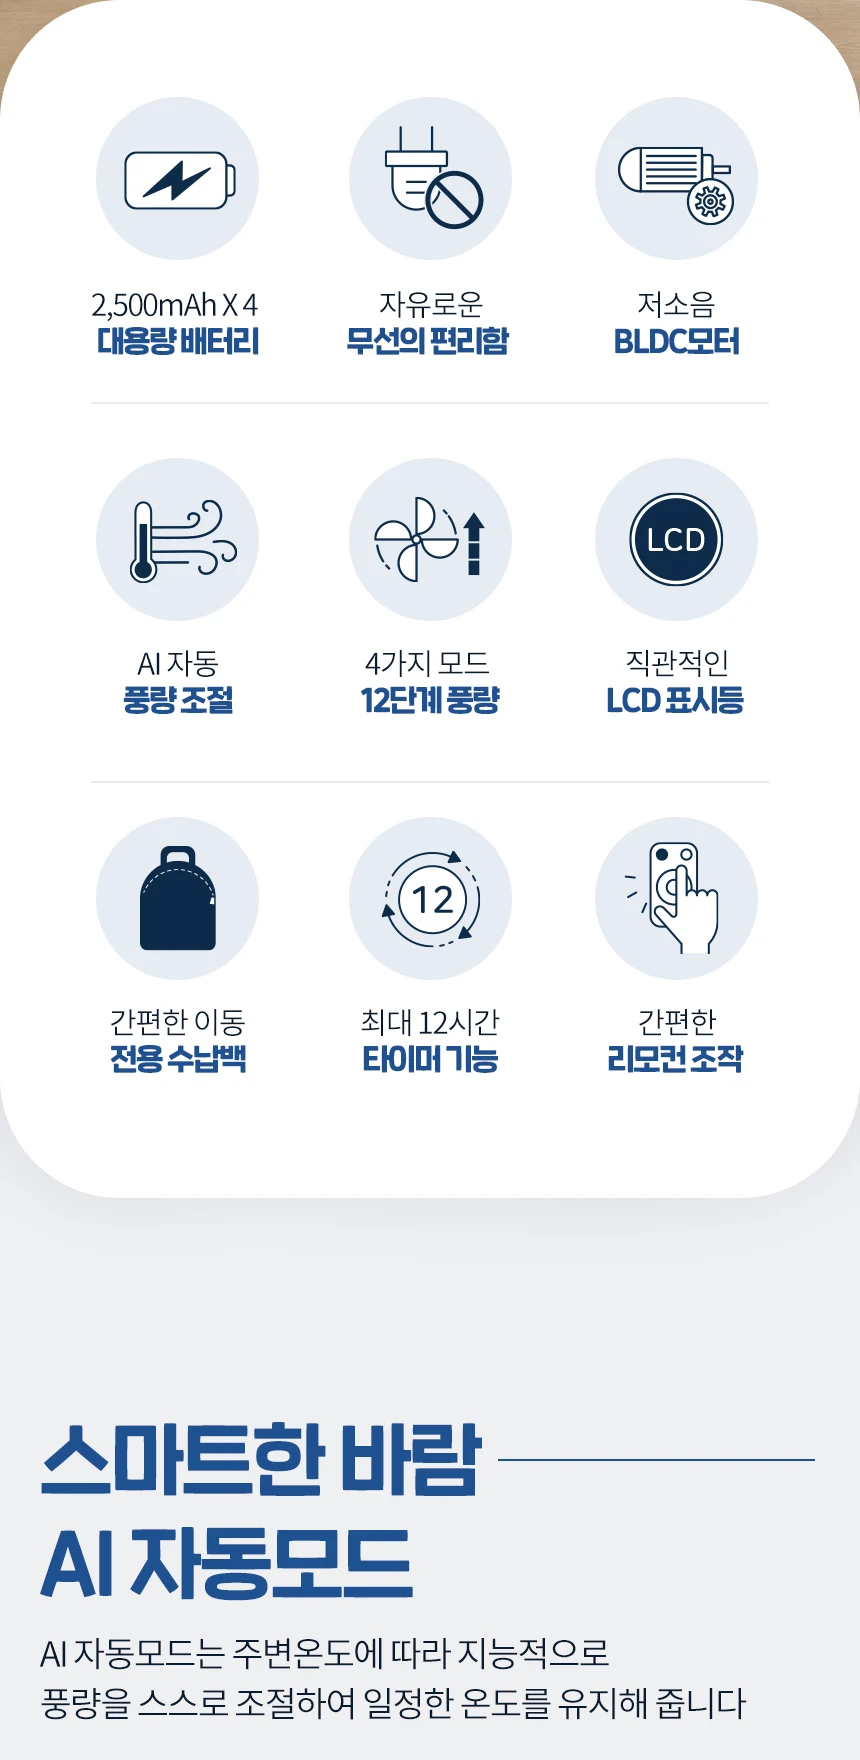 2,500mAh X 4
대용량 배터리
자유로운
무선의 편리함
저소음
BLDC모터
AI 자동
풍량 조절
4가지 모드
12단계 풍량
LCD
직관적인
LCD 표시등
간편한 이동
전용 수납백
12
최대 12시간
타이머 기능
간편한
리모컨 조작
스마트한 바람
AI 자동모드
AI 자동모드는 주변온도에 따라 지능적으로
풍량을 스스로 조절하여 일정한 온도를 유지해 줍니다